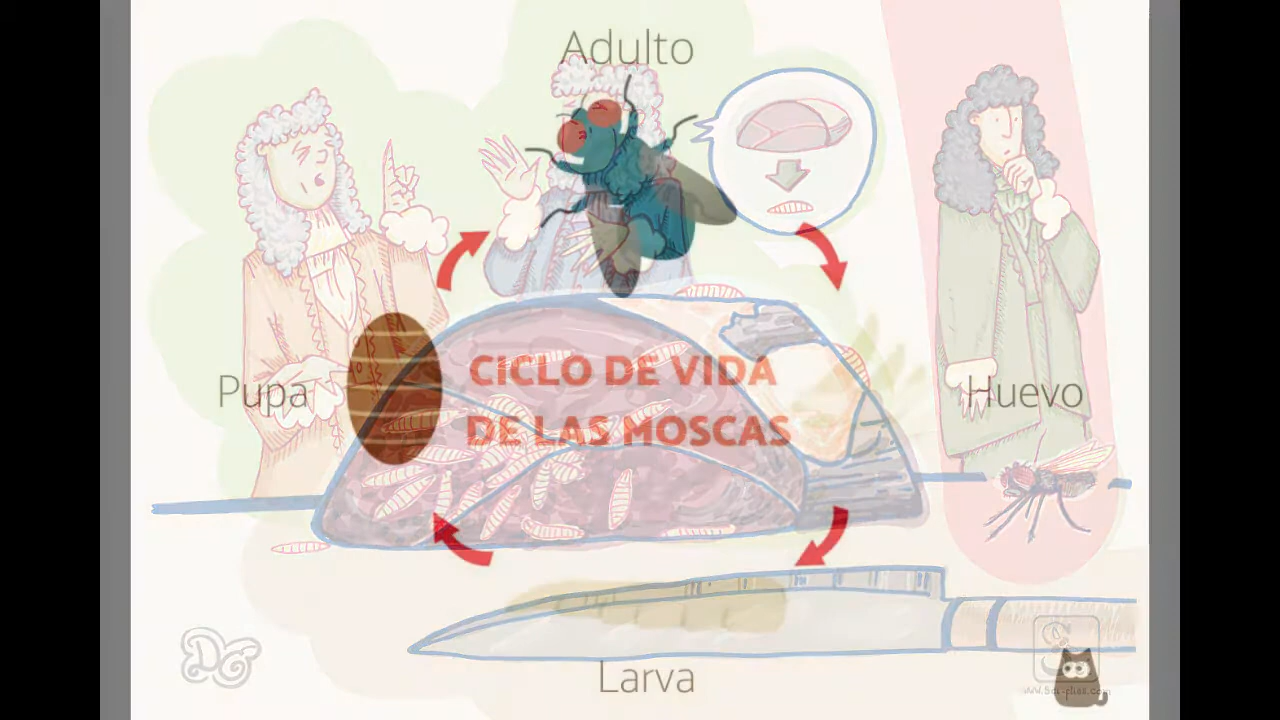 Adulto
CICLO DE VIDA
Pupa
Huevo
DE LAS MOSCAS
Larva